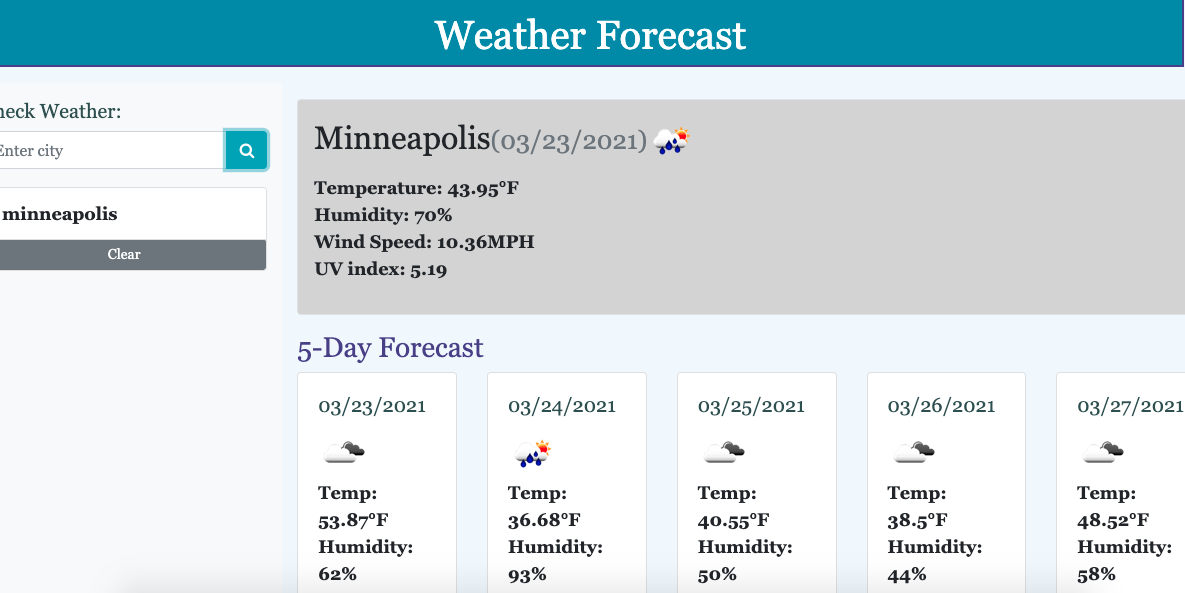 Weather Forecast
heck Weather:
Enter city
minneapolis
Clear
Minneapolis(03/23/2021)
Temperature: 43.95°F
Humidity: 70%
Wind Speed: 10.36MPH
UV index: 5.19
5-Day Forecast
03/23/2021
Temp:
53.87°F
Humidity:
62%
03/24/2021
Temp:
36.68°F
Humidity:
93%
03/25/2021
Temp:
40.55°F
Humidity:
50%
03/26/2021
Temp:
38.5°F
Humidity:
44%
03/27/2021
Temp:
48.52°F
Humidity:
58%